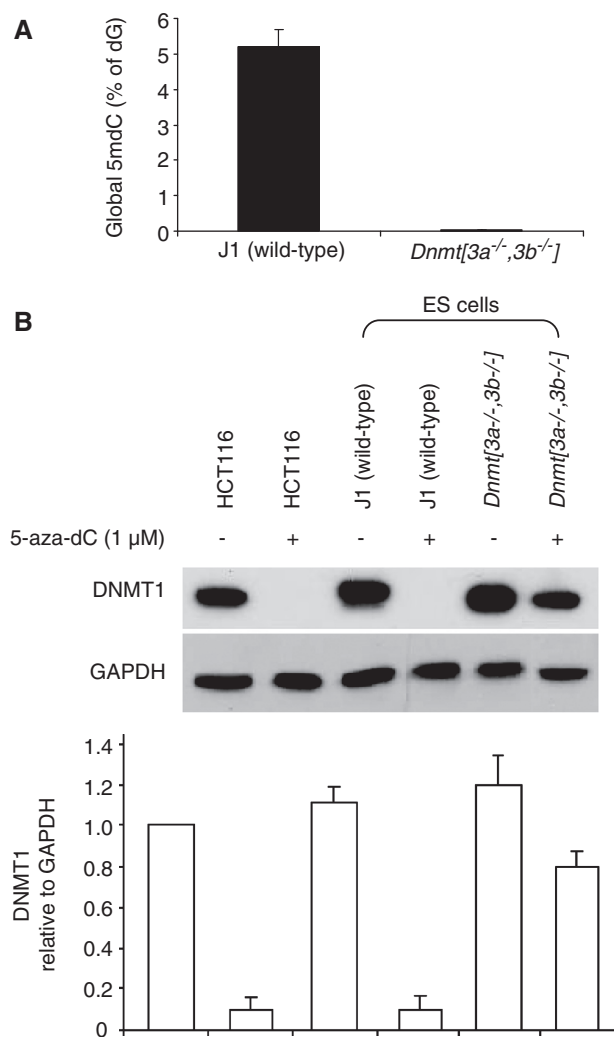 A
Global 5mdC (% of dG)
6
5
4
3
2
1
0
J1 (wild-type)
Dnmt[3a-/-,3b-/-]
B
ES cells
HCT116
HCT116
J1 (wild-type)
J1 (wild-type)
Dnmt[3a-/-,3b-/-]
Dnmt[3a-/-,3b-/-]
5-aza-dC (1 µM)
- + - + - +
DNMT1
GAPDH
DNMT1
relative to GAPDH
1.4
1.2
1.0
0.8
0.6
0.4
0.2
0